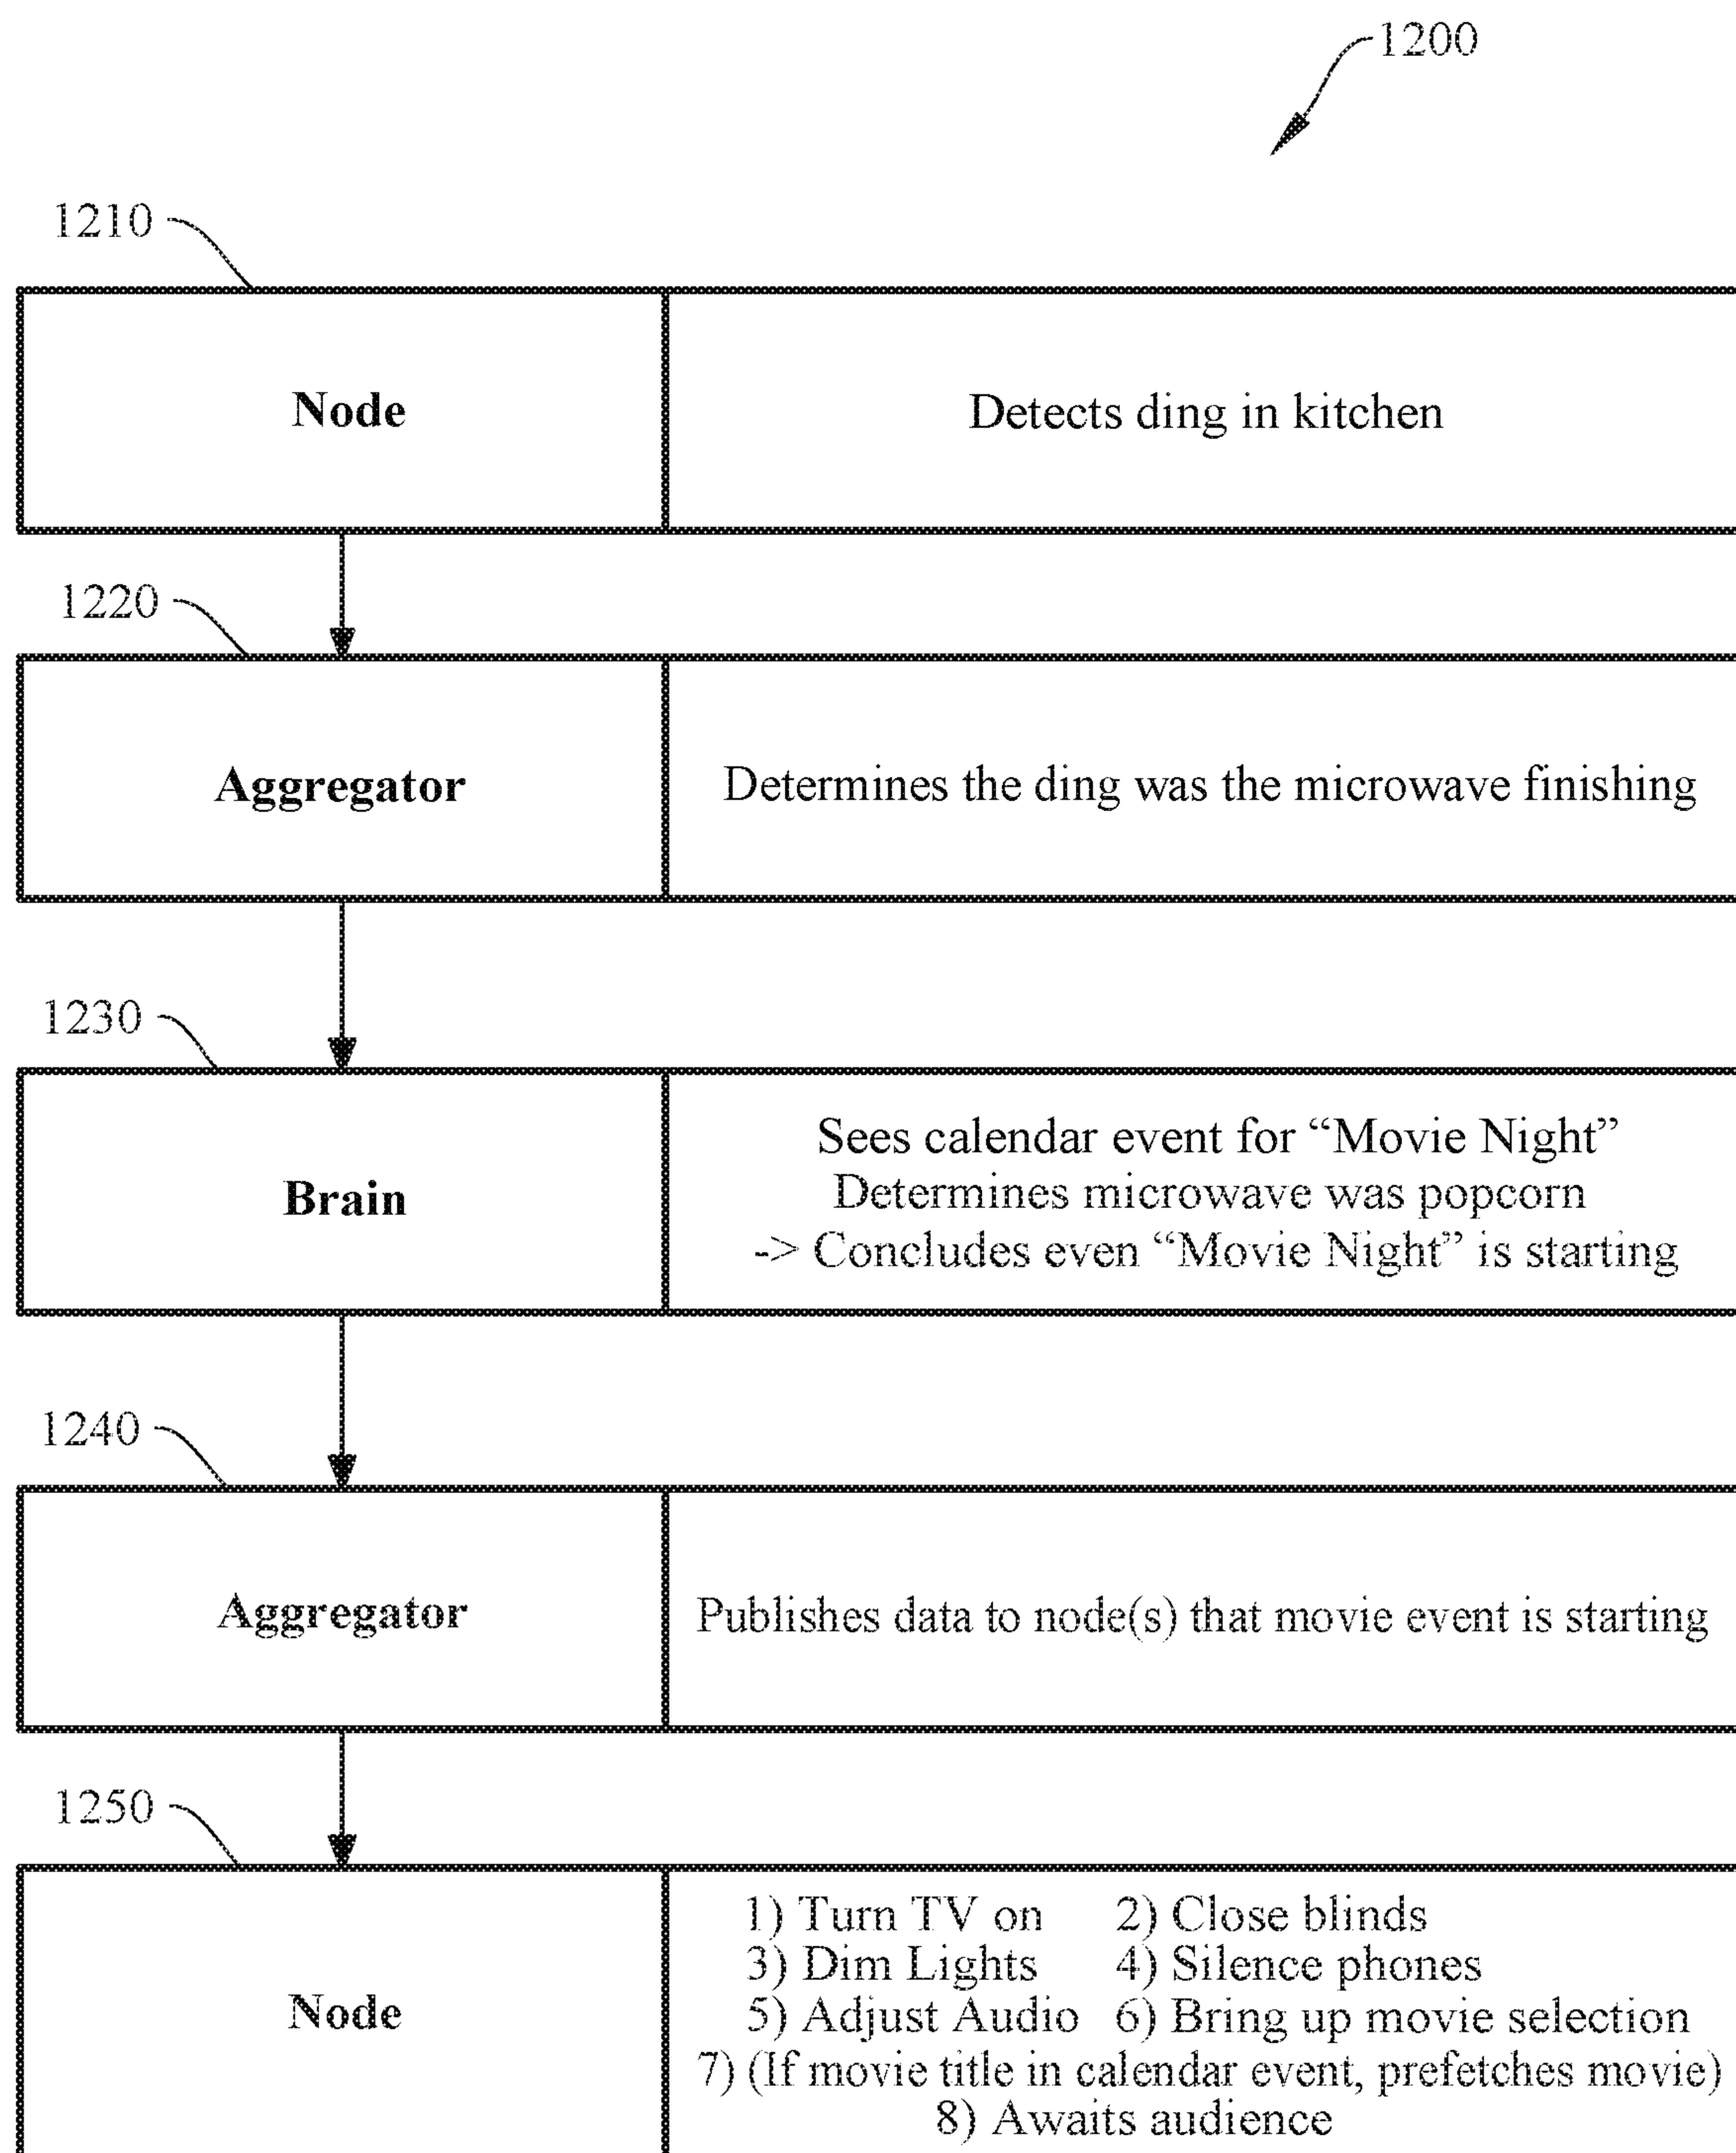 1200
1210
Node
Detects ding in kitchen
1220
Aggregator
Determines the ding was the microwave finishing
1230
Brain
Sees calendar event for “Movie Night”
Determines microwave was popcorn
-> Concludes even “Movie Night” is starting
1240
Aggregator
Publishes data to node(s) that movie event is starting
1250
Node
1) Turn TV on 2) Close blinds
3) Dim Lights 4) Silence phones
5) Adjust Audio 6) Bring up movie selection
7) (If movie title in calendar event, prefetches movie)
8) Awaits audience